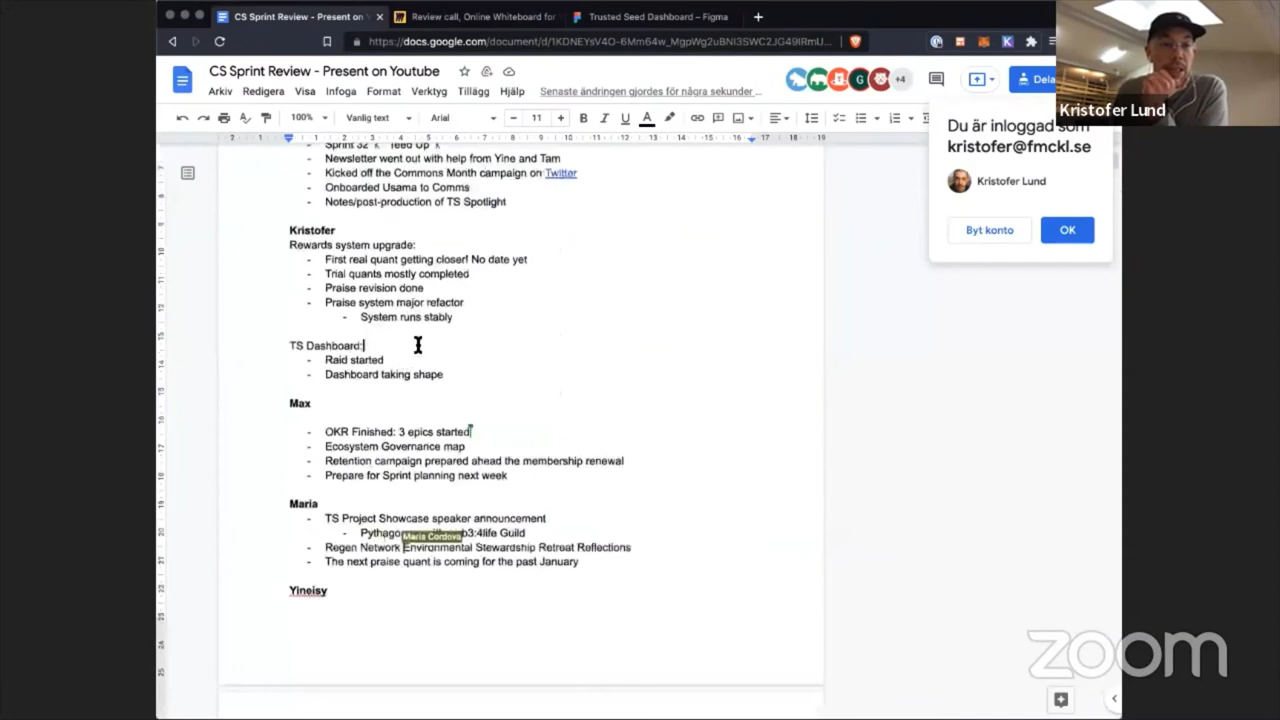 CS Sprint Review - Present on Y
Review call, Online Whiteboard for
Trusted Seed Dashboard – Figma
CS Sprint Review - Present on Youtube
Arkiv Redigera Visa Infoga Format Verktyg Tillägg Hjälp Senaste ändringen gjordes för några sekunder ...
G +4
Dela
100% Vanlig text Arial 11
Kristofer Lund
Du är inloggad som
kristofer@fmckl.se
Kristofer Lund
Byt konto OK
- Newsletter went out with help from Yine and Tam
- Kicked off the Commons Month campaign on Twitter
- Onboarded Usama to Comms
- Notes/post-production of TS Spotlight
Kristofer
Rewards system upgrade:
- First real quant getting closer! No date yet
- Trial quants mostly completed
- Praise revision done
- Praise system major refactor
- System runs stably
TS Dashboard:
- Raid started
- Dashboard taking shape
Max
- OKR Finished: 3 epics started
- Ecosystem Governance map
- Retention campaign prepared ahead the membership renewal
- Prepare for Sprint planning next week
Maria
- TS Project Showcase speaker announcement
Maria Cordova
- b3:4life Guild
- Regen Network Environmental Stewardship Retreat Reflections
- The next praise quant is coming for the past January
Yineisy
zoom